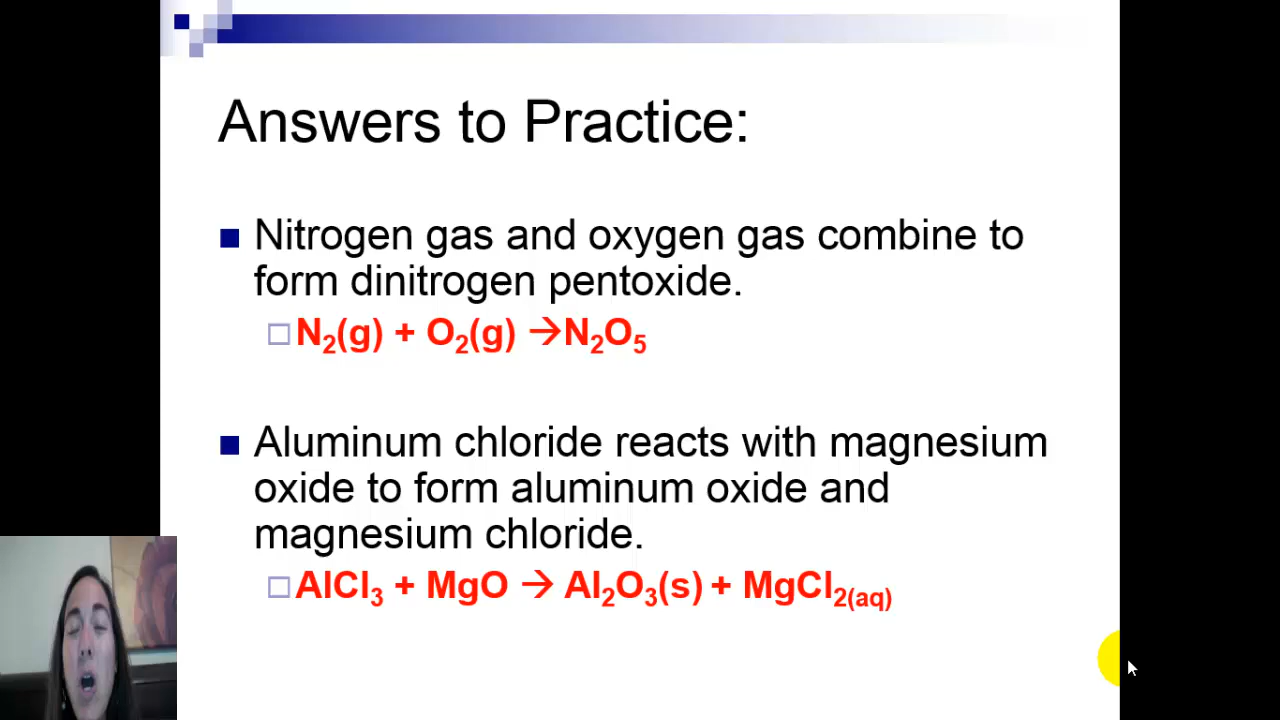 Answers to Practice:
Nitrogen gas and oxygen gas combine to
form dinitrogen pentoxide.
N₂(g) + O₂(g) →N₂O₅
Aluminum chloride reacts with magnesium
oxide to form aluminum oxide and
magnesium chloride.
AlCl₃ + MgO → Al₂O₃(s) + MgCl₂₍ₐq₎